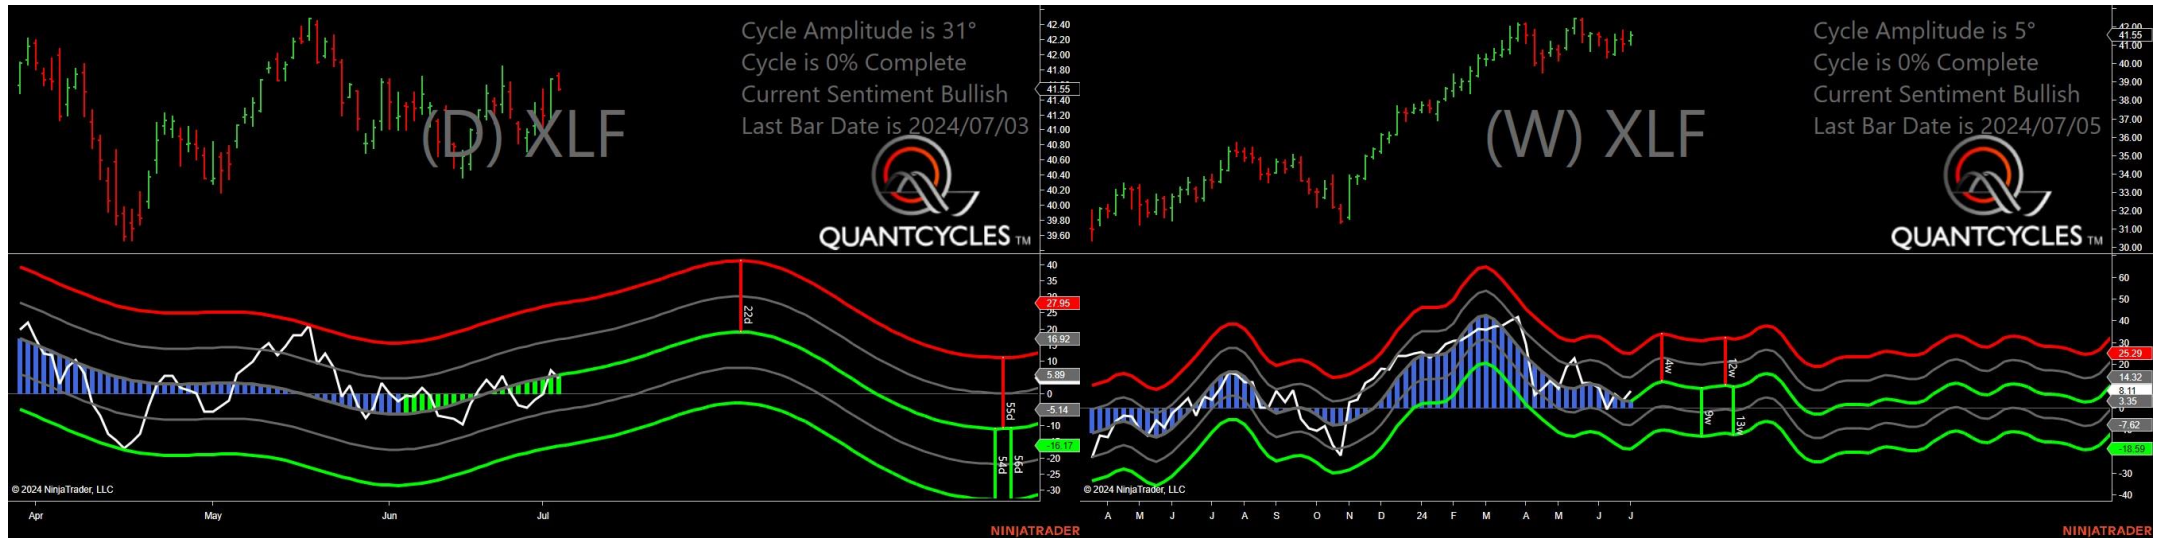 Cycle Amplitude is 31°
Cycle is 0% Complete
Current Sentiment Bullish
Last Bar Date is 2024/07/03
(D) XLF
QUANTCYCLES TM
42.40
42.20
42.00
41.80
41.55
41.40
41.20
41.00
40.80
40.60
40.40
40.20
40.00
39.80
39.60
40
35
27.95
25
20
16.92
10
5.89
0
-5.14
-10
-16.17
-20
-25
-30
22d
55d
54d
56d
© 2024 NinjaTrader, LLC
Apr
May
Jun
Jul
NINJATRADER
Cycle Amplitude is 5°
Cycle is 0% Complete
Current Sentiment Bullish
Last Bar Date is 2024/07/05
(W) XLF
QUANTCYCLES TM
42.00
41.55
41.00
40.00
38.00
37.00
36.00
35.00
34.00
33.00
32.00
31.00
30.00
60
50
40
30
25.29
20
14.32
8.11
3.35
0
-7.62
-18.59
-30
-40
4w
12w
9w
13w
© 2024 NinjaTrader, LLC
A M J J A S O N D 24 F M A M J J
NINJATRADER